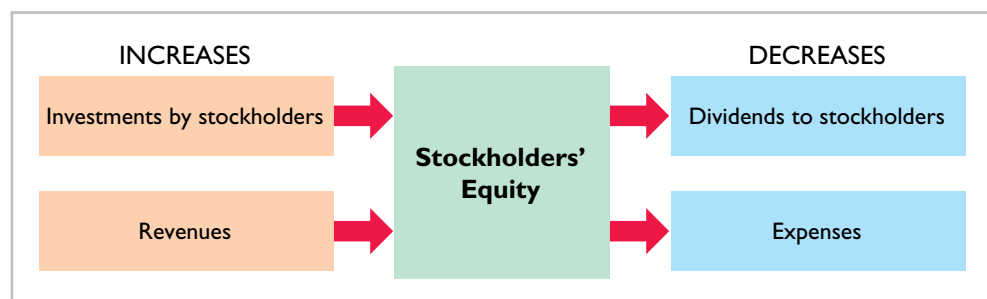 INCREASES
DECREASES
Investments by stockholders
Dividends to stockholders
Stockholders’
Equity
Revenues
Expenses